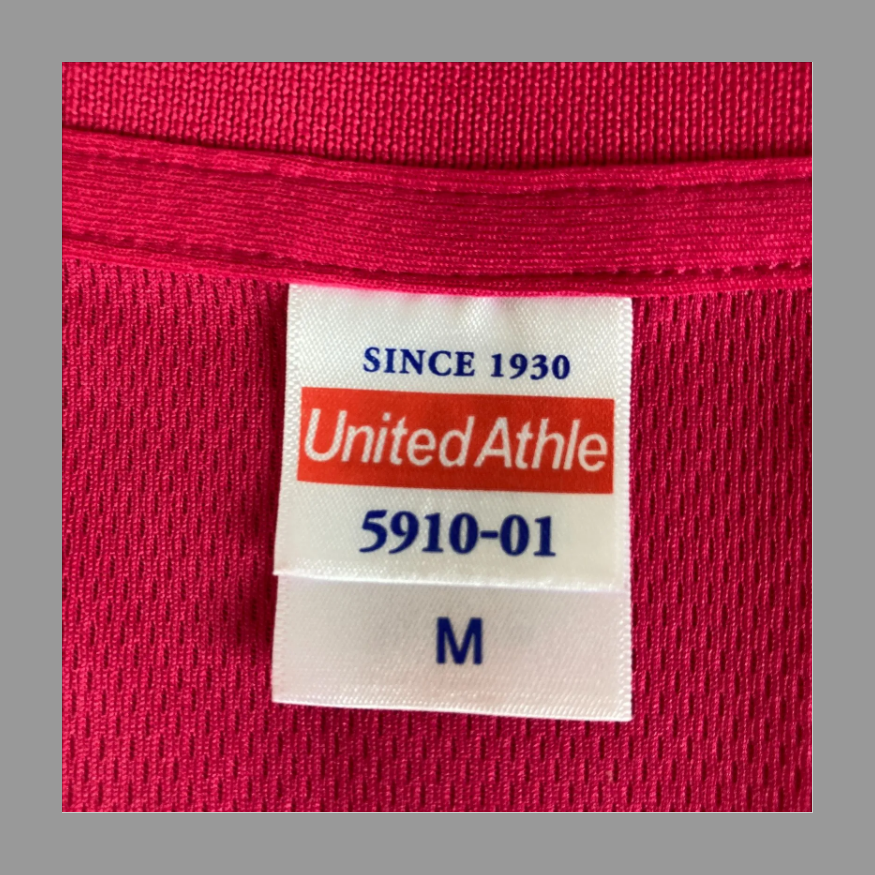 SINCE 1930
United Athle
5910-01
M